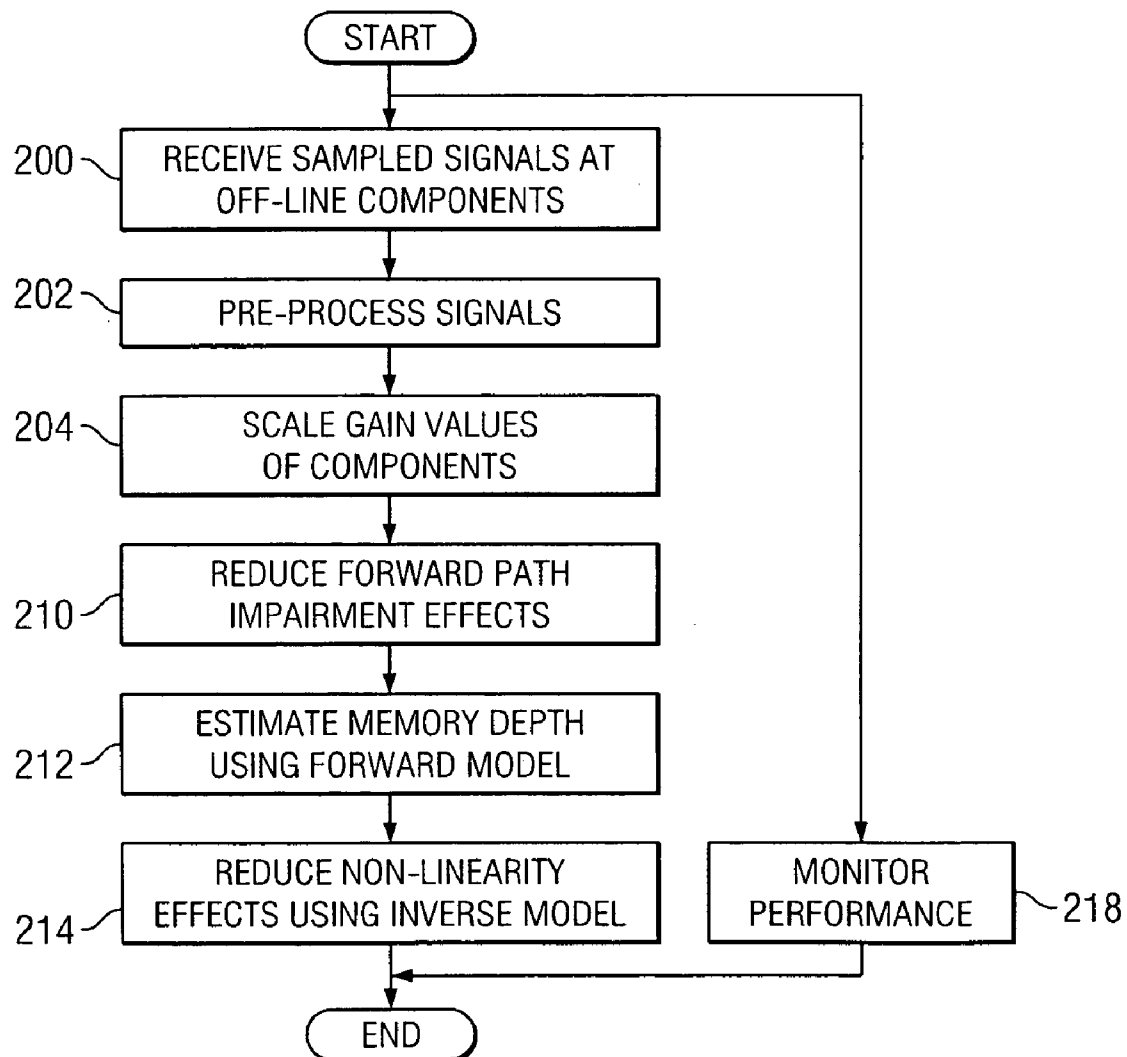 START
200
RECEIVE SAMPLED SIGNALS AT
OFF-LINE COMPONENTS
202
PRE-PROCESS SIGNALS
204
SCALE GAIN VALUES
OF COMPONENTS
210
REDUCE FORWARD PATH
IMPAIRMENT EFFECTS
212
ESTIMATE MEMORY DEPTH
USING FORWARD MODEL
214
REDUCE NON-LINEARITY
EFFECTS USING INVERSE MODEL
MONITOR
PERFORMANCE
218
END